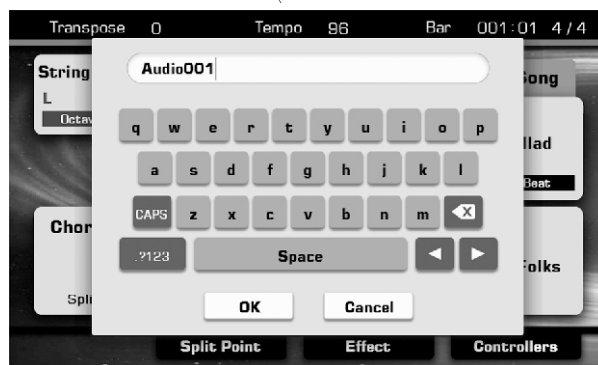 Transpose 0 Tempo 96 Bar 001:01 4/4
String
L
Octav
Audio001
Song
q w e r t y u i o p
llad
a s d f g h j k l
Beat
CAPS z x c v b n m
Chor
.?123 Space
Folks
Spli
OK Cancel
Split Point Effect Controllers